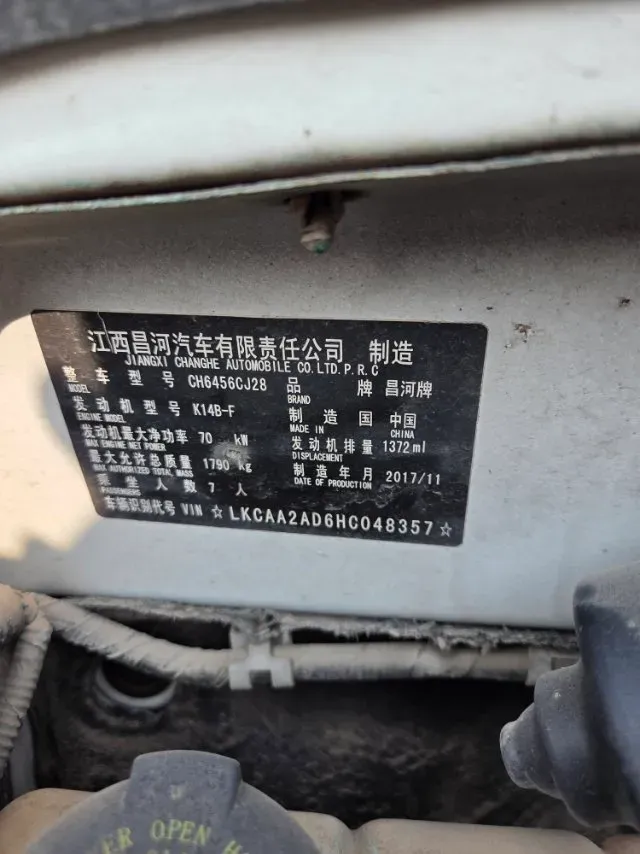 江西昌河汽车有限责任公司 制造
JIANGXI CHANGHE AUTOMOBILE CO.LTD.P.R.C
整车型号 CH6456CJ28 品牌 昌河牌
MODEL BRAND
发动机型号 K14B-F 制造国 中国
ENGINE MODEL MADE IN CHINA
发动机最大净功率 70 kW 发动机排量 1372ml
MAX ENGINE NET POWER DISPLACEMENT
最大允许总质量 1790 kg 制造年月 2017/11
MAX AUTHORIZED TOTAL MASS DATE OF PRODUCTION
乘坐人数 7 人
PASSENGERS
车辆识别代号 VIN ☆LKCAA2AD6HC048357☆
OPEN